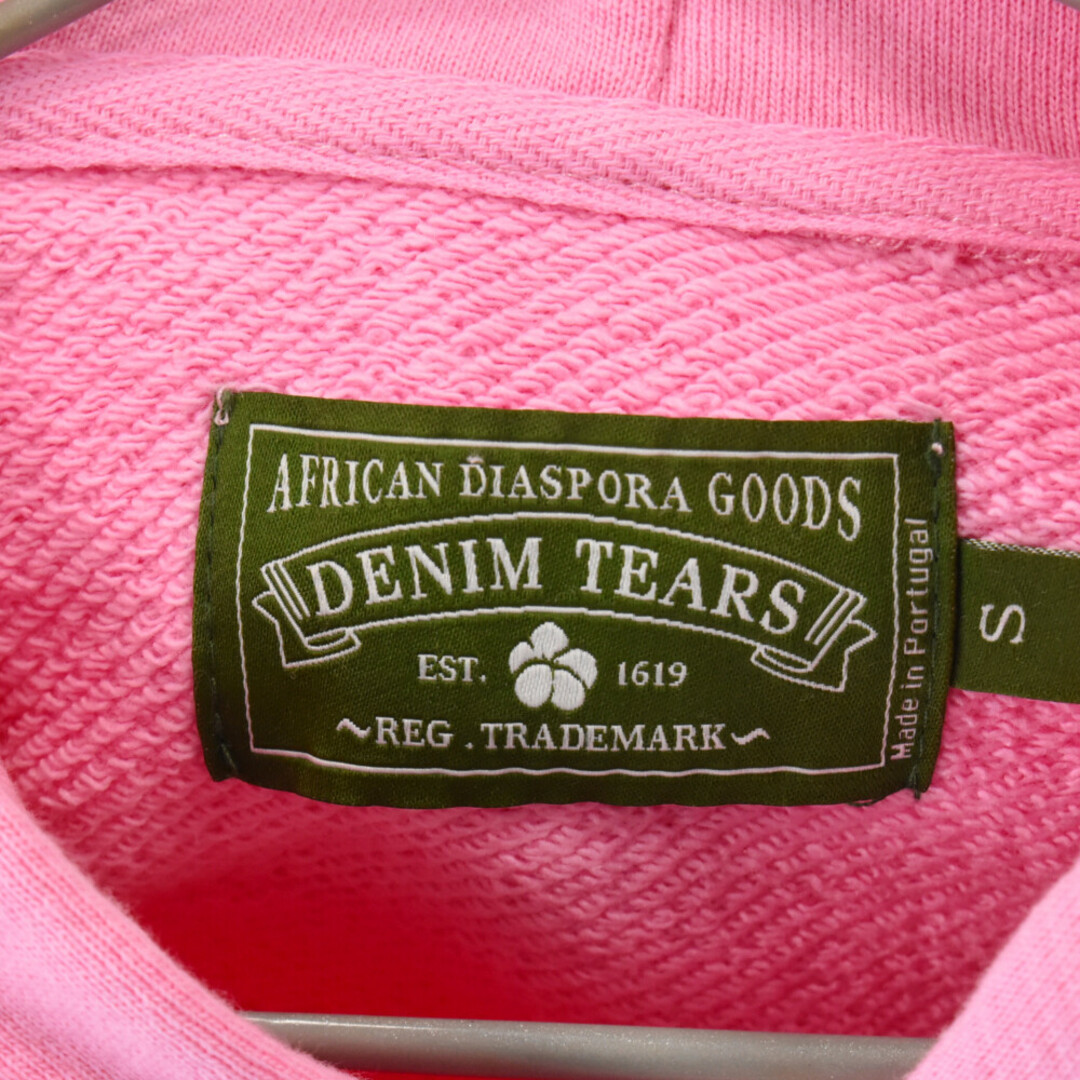 AFRICAN DIASPORA GOODS
DENIM TEARS
EST. 1619
~REG.TRADEMARK~
Made in Portugal
S